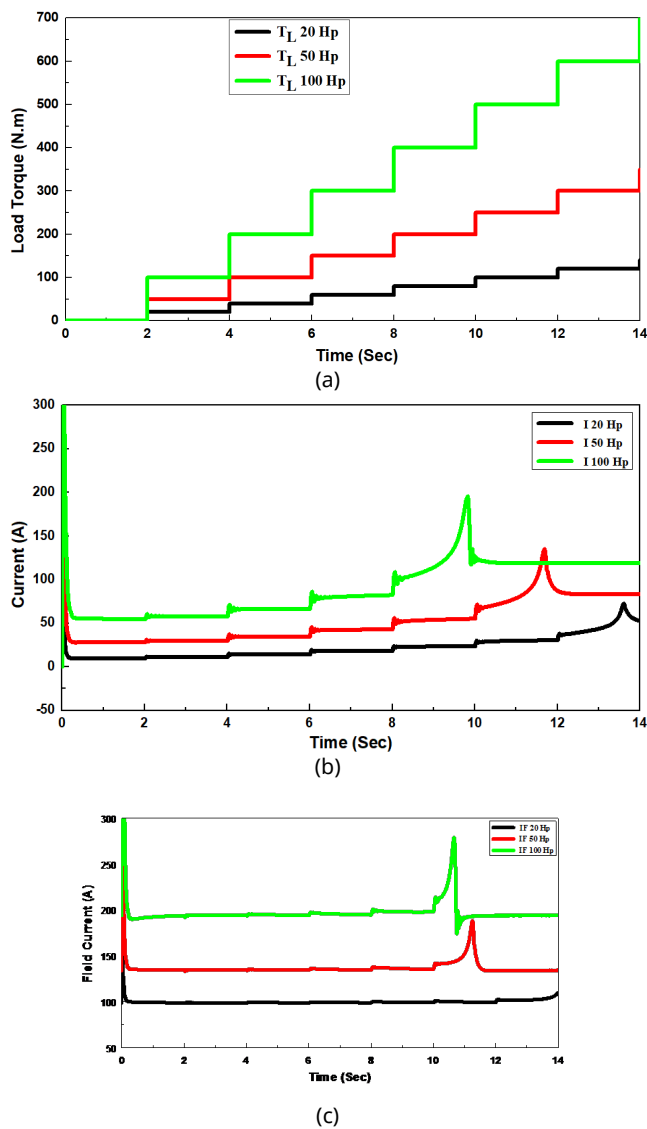 700
600
500
400
300
200
100
0
Load Torque (N.m)
T_L 20 Hp
T_L 50 Hp
T_L 100 Hp
0 2 4 6 8 10 12 14
Time (Sec)
(a)
300
250
200
150
100
50
0
-50
Current (A)
I 20 Hp
I 50 Hp
I 100 Hp
0 2 4 6 8 10 12 14
Time (Sec)
(b)
300
250
200
150
100
50
Field Current (A)
IF 20 Hp
IF 50 Hp
IF 100 Hp
0 2 4 6 8 10 12 14
Time (Sec)
(c)